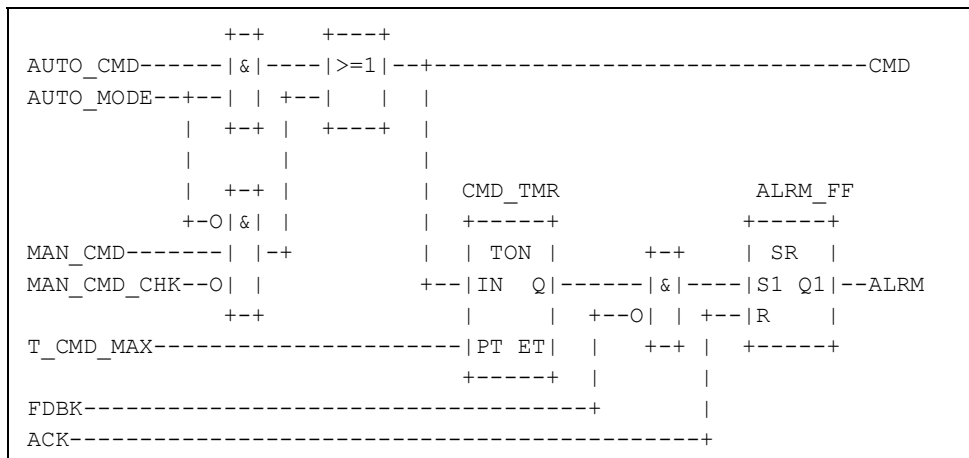 +-+ +----+
AUTO_CMD------|&|----|>=1|--+-------------------------------CMD
AUTO_MODE--+--| | +--| | |
| +-+ | +----+ |
| | |
| +-+ | | CMD_TMR ALRM_FF
+-O|&| | | +-----+ +-----+
MAN_CMD-------| |-+ | | TON | +-+ | SR |
MAN_CMD_CHK--O| | +--|IN Q|------|&|----|S1 Q1|--ALRM
+-+ | | +--O| | +--|R |
T_CMD_MAX----------------------|PT ET| | +-+ | +-----+
+-----+ | |
FDBK------------------------------------+ |
ACK---------------------------------------------+